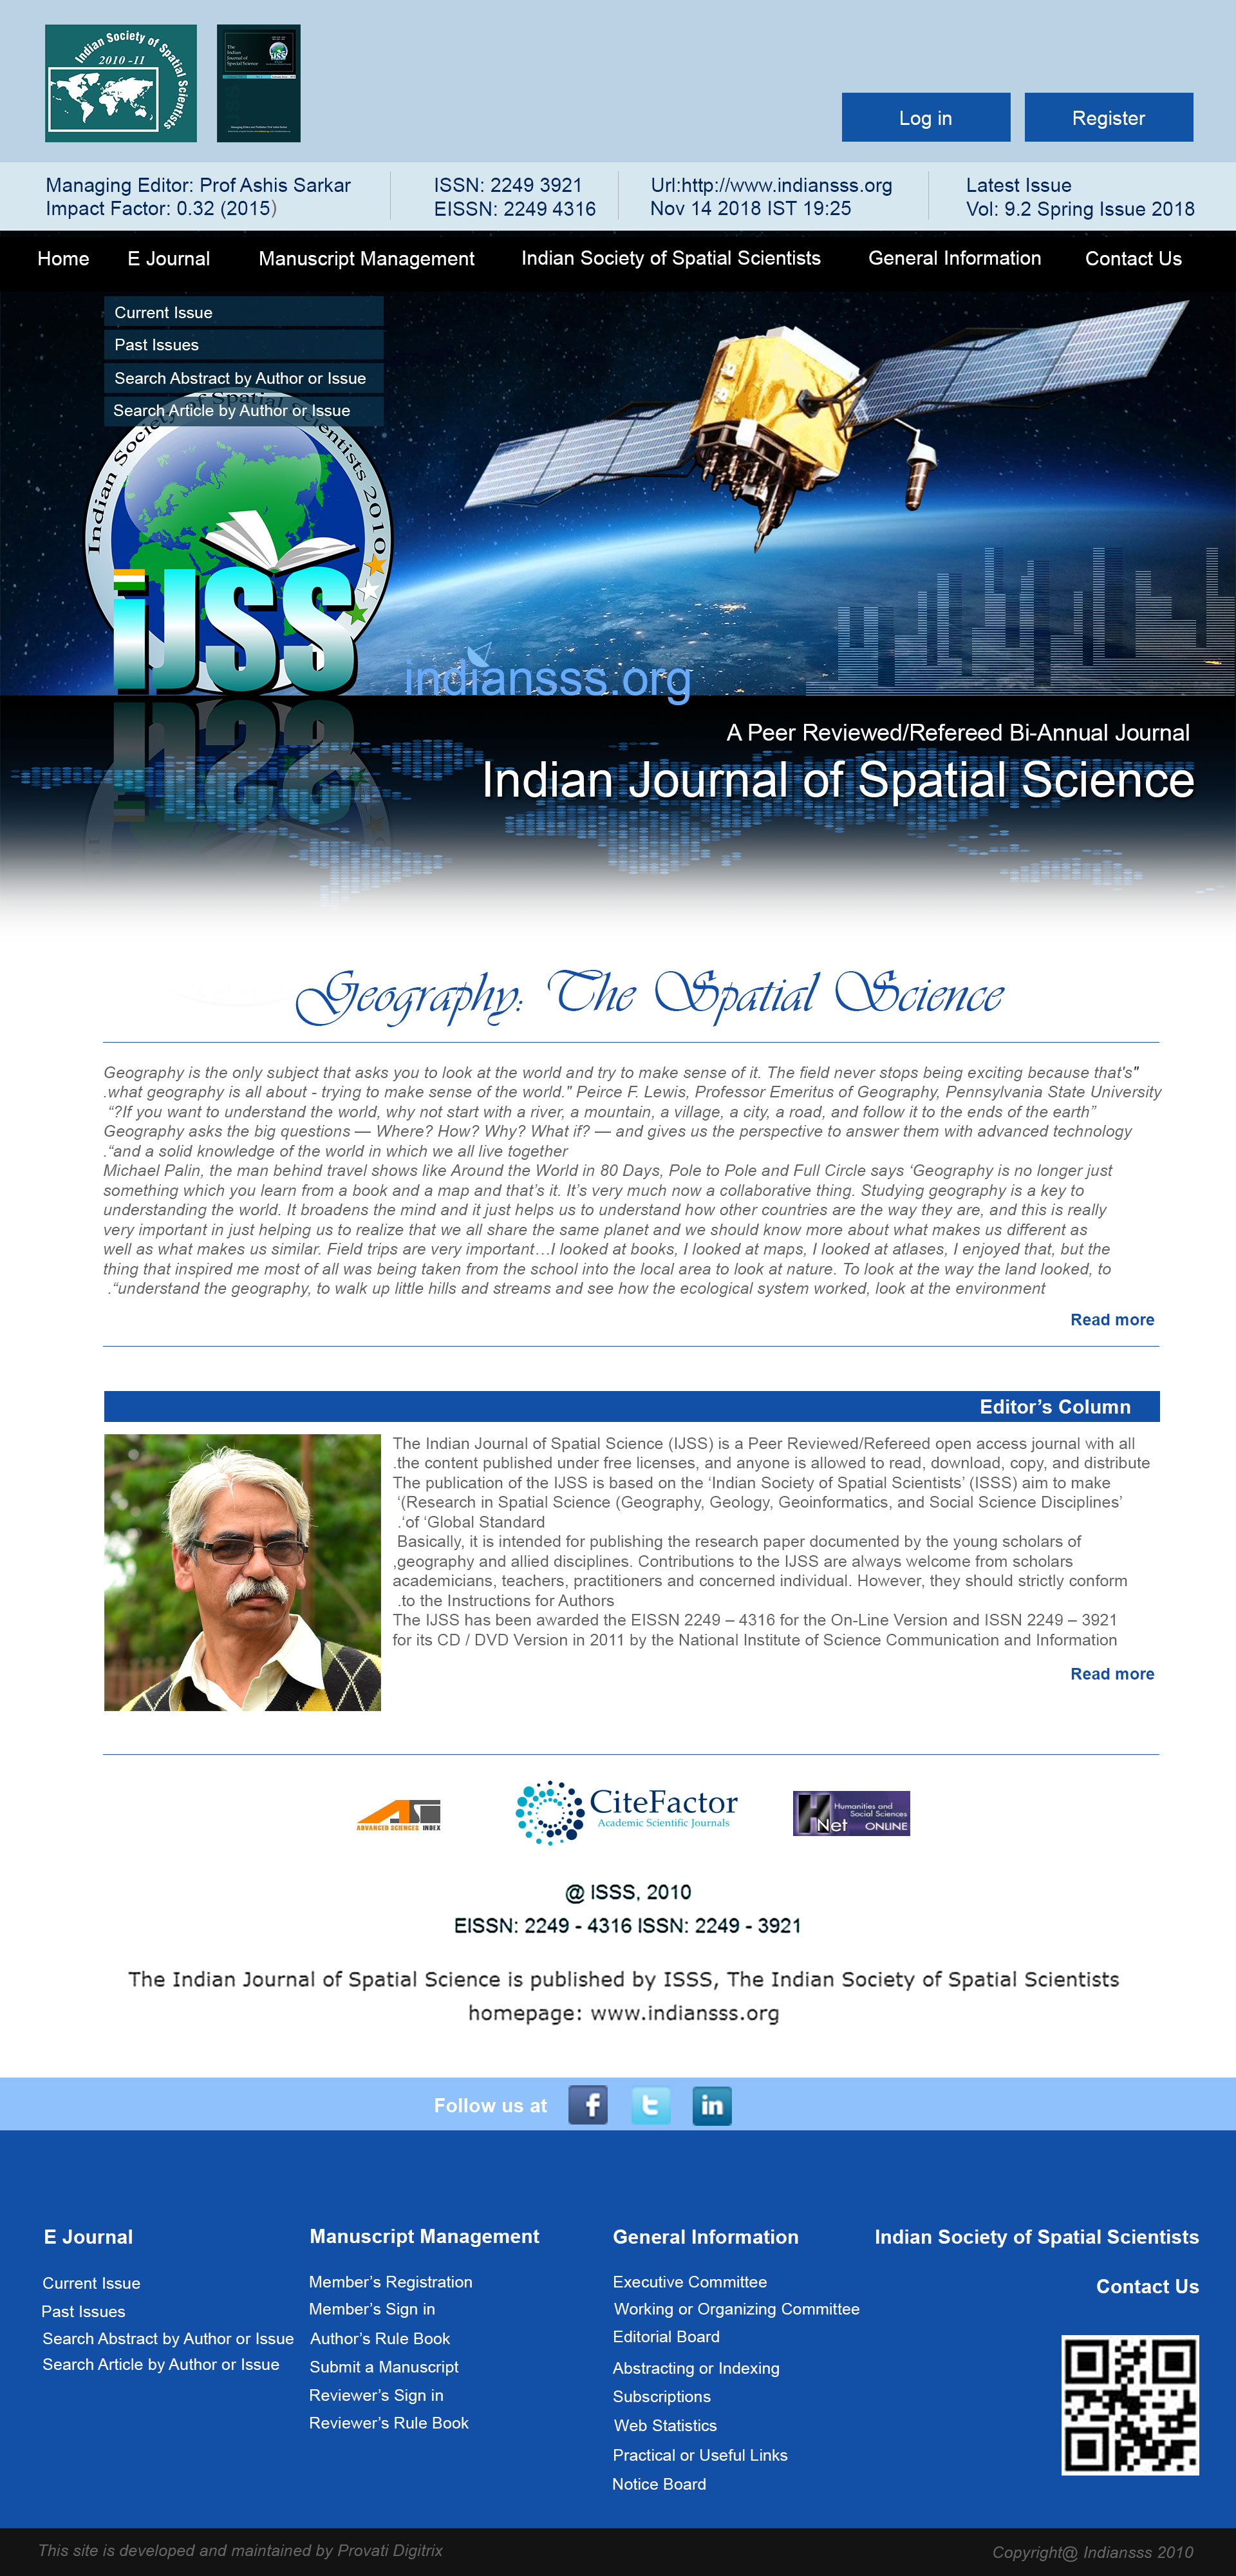 Indian Society of Spatial Scientists
2010 -11
The
Indian
Journal of
Spatial Science
IJSS
Log in
Register
Managing Editor: Prof Ashis Sarkar
Impact Factor: 0.32 (2015)
ISSN: 2249 3921
EISSN: 2249 4316
Url:http://www.indiansss.org
Nov 14 2018 IST 19:25
Latest Issue
Vol: 9.2 Spring Issue 2018
Home
E Journal
Manuscript Management
Indian Society of Spatial Scientists
General Information
Contact Us
Current Issue
Past Issues
Search Abstract by Author or Issue
Search Article by Author or Issue
Indian Society of Spatial Scientists 2010
iJSS
indiansss.org
A Peer Reviewed/Refereed Bi-Annual Journal
Indian Journal of Spatial Science
Geography: The Spatial Science
Geography is the only subject that asks you to look at the world and try to make sense of it. The field never stops being exciting because that's"
.what geography is all about - trying to make sense of the world." Peirce F. Lewis, Professor Emeritus of Geography, Pennsylvania State University
“?If you want to understand the world, why not start with a river, a mountain, a village, a city, a road, and follow it to the ends of the earth”
Geography asks the big questions — Where? How? Why? What if? — and gives us the perspective to answer them with advanced technology
.“and a solid knowledge of the world in which we all live together
Michael Palin, the man behind travel shows like Around the World in 80 Days, Pole to Pole and Full Circle says ‘Geography is no longer just
something which you learn from a book and a map and that’s it. It’s very much now a collaborative thing. Studying geography is a key to
understanding the world. It broadens the mind and it just helps us to understand how other countries are the way they are, and this is really
very important in just helping us to realize that we all share the same planet and we should know more about what makes us different as
well as what makes us similar. Field trips are very important…I looked at books, I looked at maps, I looked at atlases, I enjoyed that, but the
thing that inspired me most of all was being taken from the school into the local area to look at nature. To look at the way the land looked, to
.“understand the geography, to walk up little hills and streams and see how the ecological system worked, look at the environment
Read more
Editor’s Column
The Indian Journal of Spatial Science (IJSS) is a Peer Reviewed/Refereed open access journal with all
.the content published under free licenses, and anyone is allowed to read, download, copy, and distribute
The publication of the IJSS is based on the ‘Indian Society of Spatial Scientists’ (ISSS) aim to make
‘(Research in Spatial Science (Geography, Geology, Geoinformatics, and Social Science Disciplines’
.‘of ‘Global Standard
Basically, it is intended for publishing the research paper documented by the young scholars of
,geography and allied disciplines. Contributions to the IJSS are always welcome from scholars
academicians, teachers, practitioners and concerned individual. However, they should strictly conform
.to the Instructions for Authors
The IJSS has been awarded the EISSN 2249 – 4316 for the On-Line Version and ISSN 2249 – 3921
for its CD / DVD Version in 2011 by the National Institute of Science Communication and Information
Read more
ASI
ADVANCED SCIENCES INDEX
CiteFactor
Academic Scientific Journals
H Net
Humanities and
Social Sciences
ONLINE
@ ISSS, 2010
EISSN: 2249 - 4316 ISSN: 2249 - 3921
The Indian Journal of Spatial Science is published by ISSS, The Indian Society of Spatial Scientists
homepage: www.indiansss.org
Follow us at
E Journal
Current Issue
Past Issues
Search Abstract by Author or Issue
Search Article by Author or Issue
Manuscript Management
Member’s Registration
Member’s Sign in
Author’s Rule Book
Submit a Manuscript
Reviewer’s Sign in
Reviewer’s Rule Book
General Information
Executive Committee
Working or Organizing Committee
Editorial Board
Abstracting or Indexing
Subscriptions
Web Statistics
Practical or Useful Links
Notice Board
Indian Society of Spatial Scientists
Contact Us
This site is developed and maintained by Provati Digitrix
Copyright@ Indiansss 2010